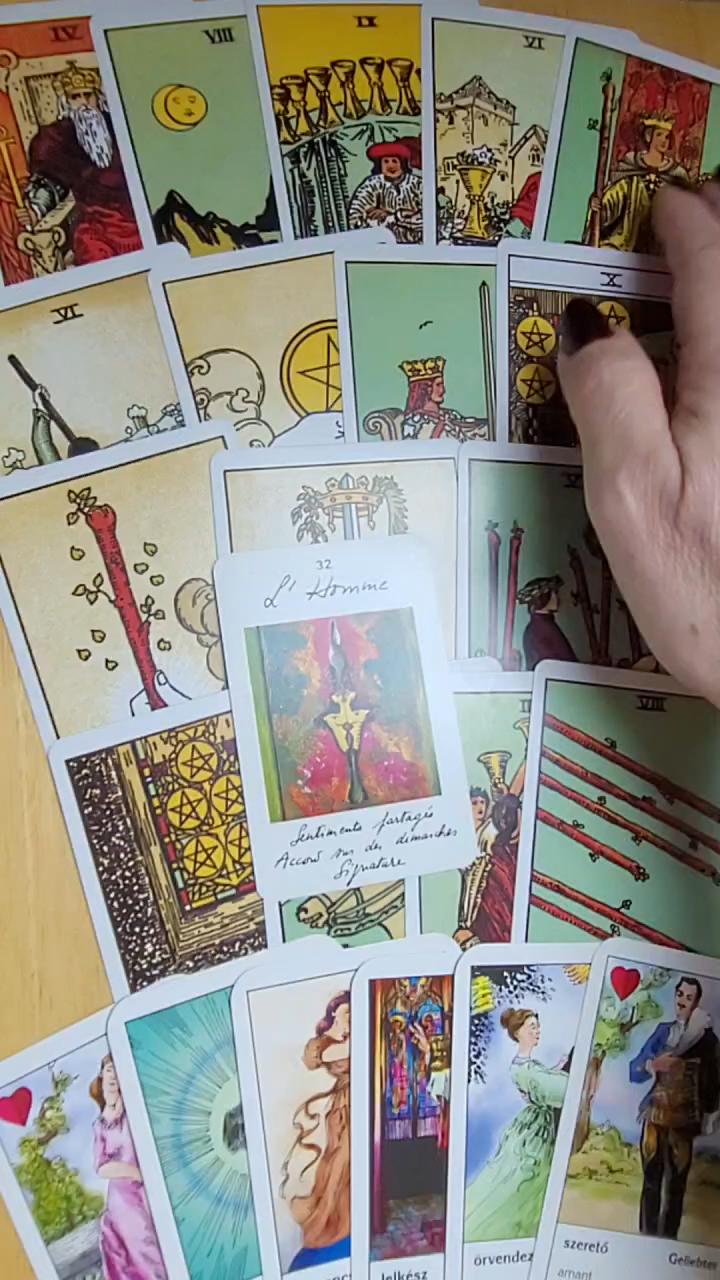 IV
VIII
IX
VI
VI
X
32
L'Homme
Sentiments partagés
Accord sur des démarches
Signature
VIII
lelkész
örvendez
szerető
Geliebter
amant